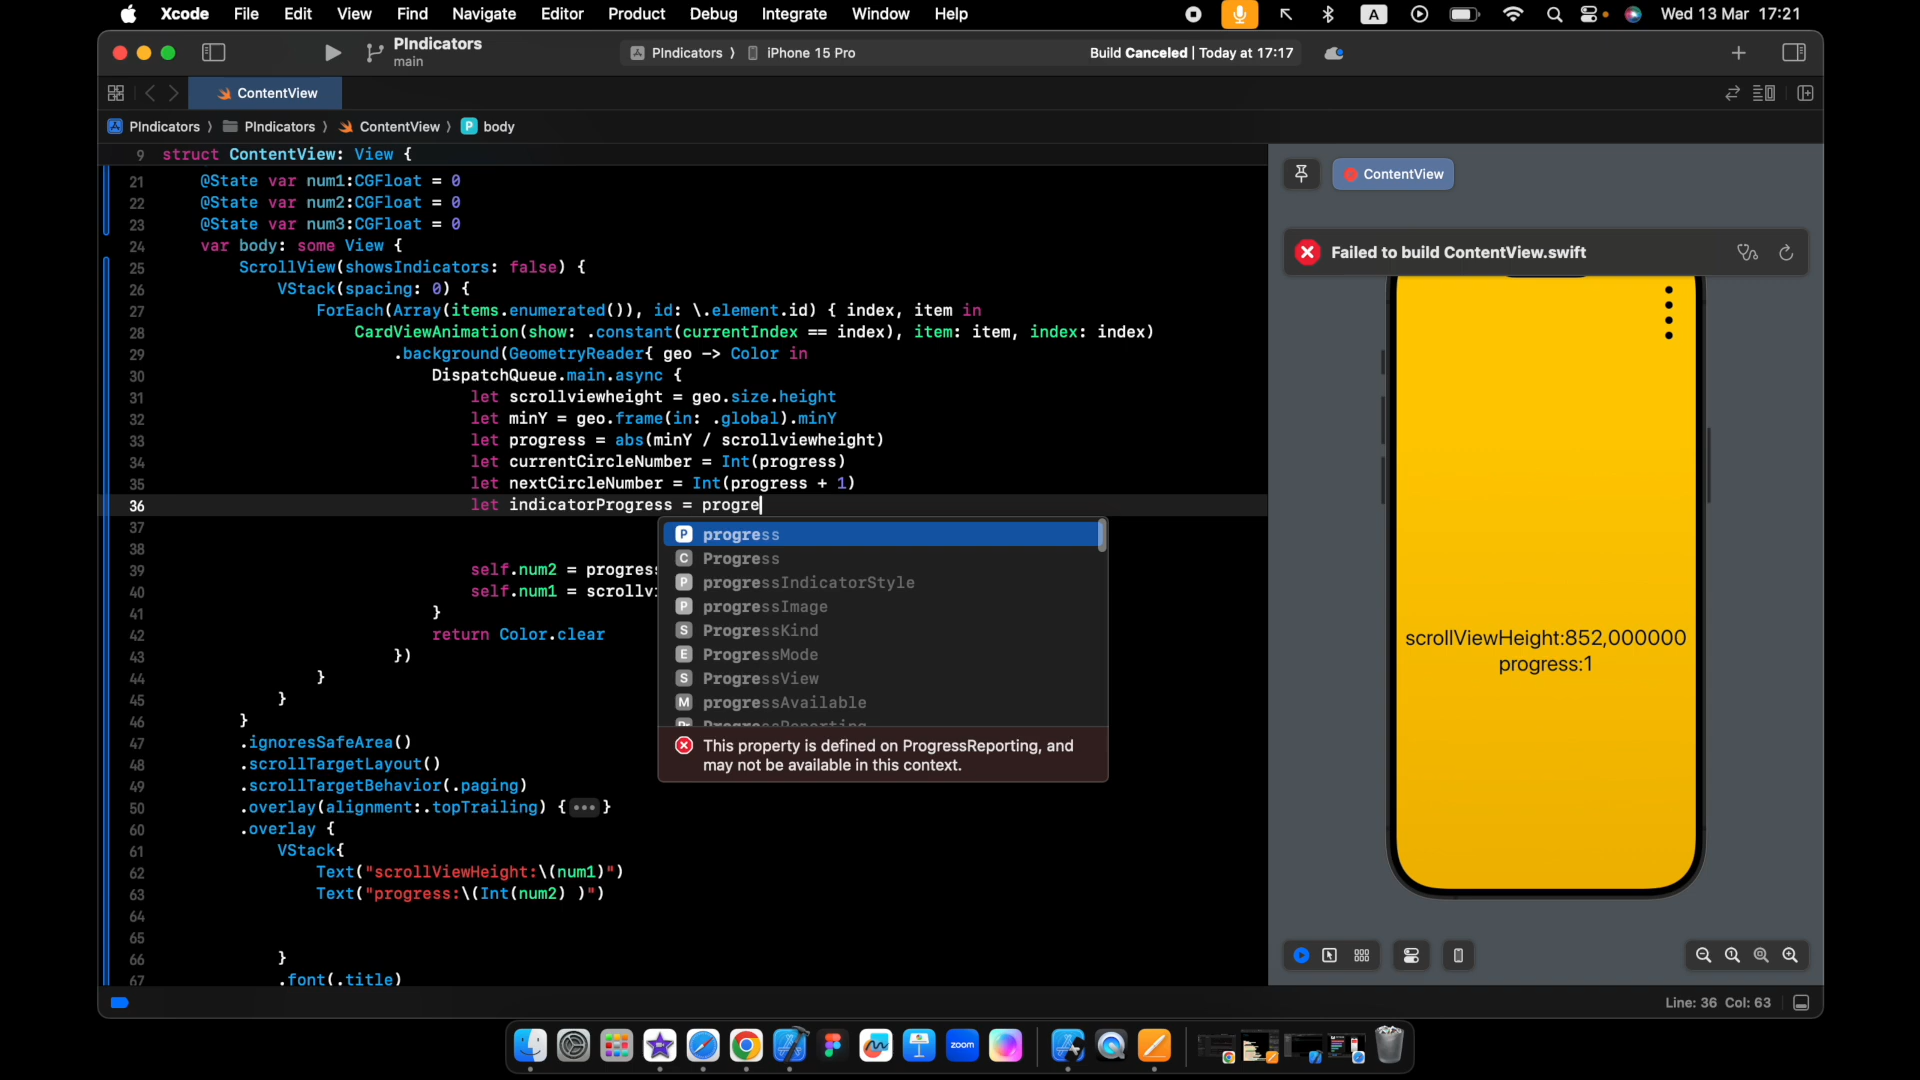 Xcode File Edit View Find Navigate Editor Product Debug Integrate Window Help A Wed 13 Mar 17:21
PIndicators
main
PIndicators 〉 iPhone 15 Pro
Build Canceled | Today at 17:17
ContentView
PIndicators 〉 PIndicators 〉 ContentView 〉 P body
9 struct ContentView: View {
21 @State var num1:CGFloat = 0
22 @State var num2:CGFloat = 0
23 @State var num3:CGFloat = 0
24 var body: some View {
25 ScrollView(showsIndicators: false) {
26 VStack(spacing: 0) {
27 ForEach(Array(items.enumerated()), id: \.element.id) { index, item in
28 CardViewAnimation(show: .constant(currentIndex == index), item: item, index: index)
29 .background(GeometryReader{ geo -> Color in
30 DispatchQueue.main.async {
31 let scrollviewheight = geo.size.height
32 let minY = geo.frame(in: .global).minY
33 let progress = abs(minY / scrollviewheight)
34 let currentCircleNumber = Int(progress)
35 let nextCircleNumber = Int(progress + 1)
36 let indicatorProgress = progre
37
38
39 self.num2 = progress
40 self.num1 = scrollv
41 }
42 return Color.clear
43 })
44 }
45 }
46 }
47 .ignoresSafeArea()
48 .scrollTargetLayout()
49 .scrollTargetBehavior(.paging)
50 .overlay(alignment:.topTrailing) {•••}
60 .overlay {
61 VStack{
62 Text("scrollViewHeight:\(num1)")
63 Text("progress:\(Int(num2) )")
64
65
66 }
67 .font(.title)
P progress
C Progress
P progressIndicatorStyle
P progressImage
S ProgressKind
E ProgressMode
S ProgressView
M progressAvailable
Pr ProgressReporting
This property is defined on ProgressReporting, and
may not be available in this context.
ContentView
Failed to build ContentView.swift
scrollViewHeight:852,000000
progress:1
Line: 36 Col: 63
zoom